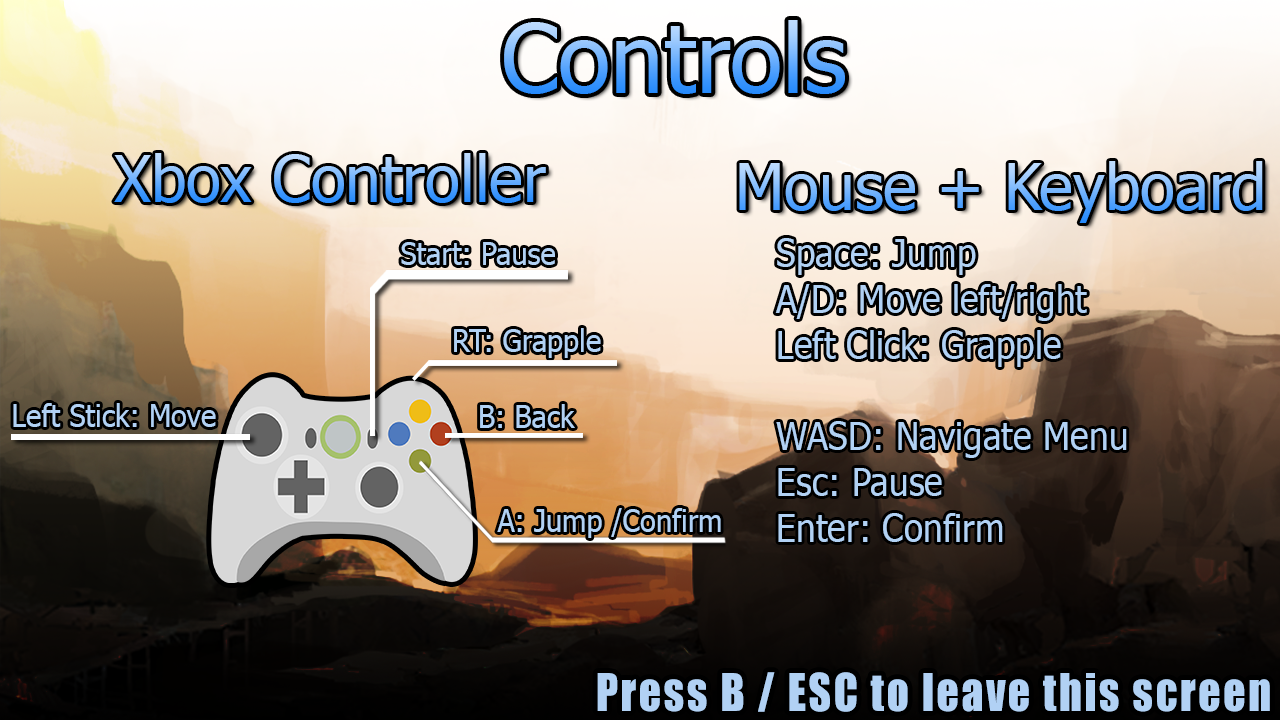 Controls
Xbox Controller
Start: Pause
RT: Grapple
Left Stick: Move
B: Back
A: Jump /Confirm
Mouse + Keyboard
Space: Jump
A/D: Move left/right
Left Click: Grapple
WASD: Navigate Menu
Esc: Pause
Enter: Confirm
Press B / ESC to leave this screen